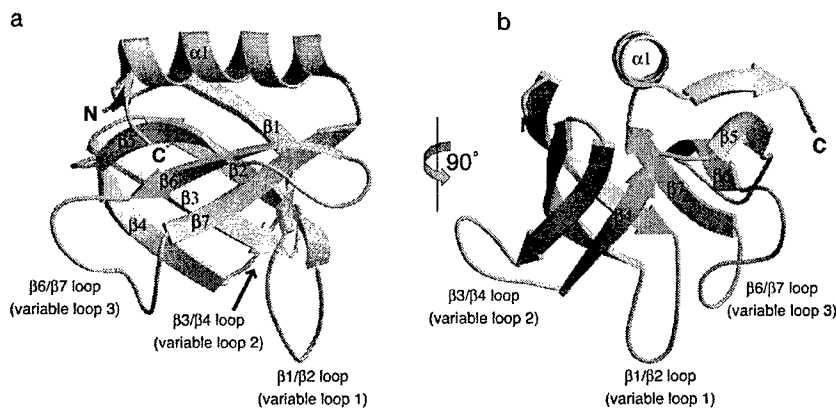 a
α1
N
β1
β5
C
β2
β6
β3
β4
β7
β6/β7 loop
(variable loop 3)
β3/β4 loop
(variable loop 2)
β1/β2 loop
(variable loop 1)
90°
b
α1
C
β5
β6
β7
β3/β4 loop
(variable loop 2)
β6/β7 loop
(variable loop 3)
β1/β2 loop
(variable loop 1)